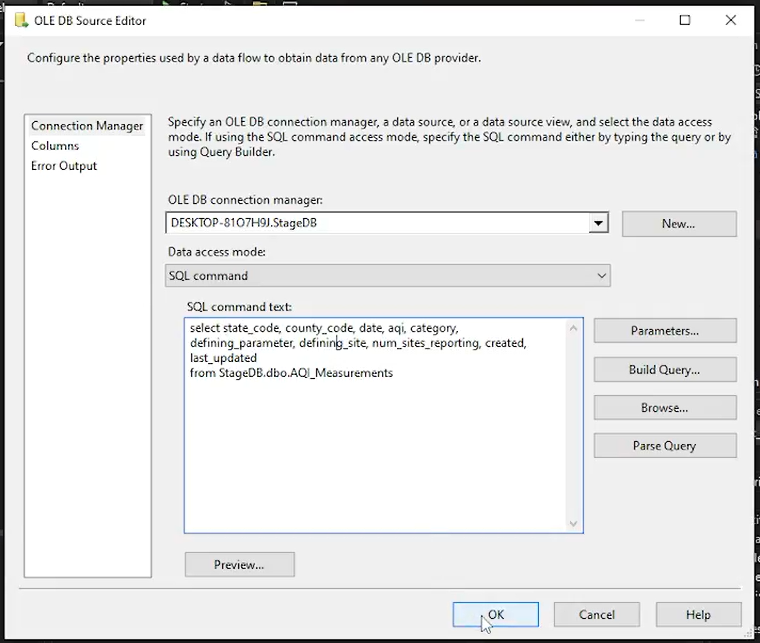 OLE DB Source Editor
Configure the properties used by a data flow to obtain data from any OLE DB provider.
Connection Manager
Columns
Error Output
Specify an OLE DB connection manager, a data source, or a data source view, and select the data access
mode. If using the SQL command access mode, specify the SQL command either by typing the query or by
using Query Builder.
OLE DB connection manager:
DESKTOP-81O7H9J.StageDB
New...
Data access mode:
SQL command
SQL command text:
select state_code, county_code, date, aqi, category,
defining_parameter, defining_site, num_sites_reporting, created,
last_updated
from StageDB.dbo.AQI_Measurements
Parameters...
Build Query...
Browse...
Parse Query
Preview...
OK
Cancel
Help